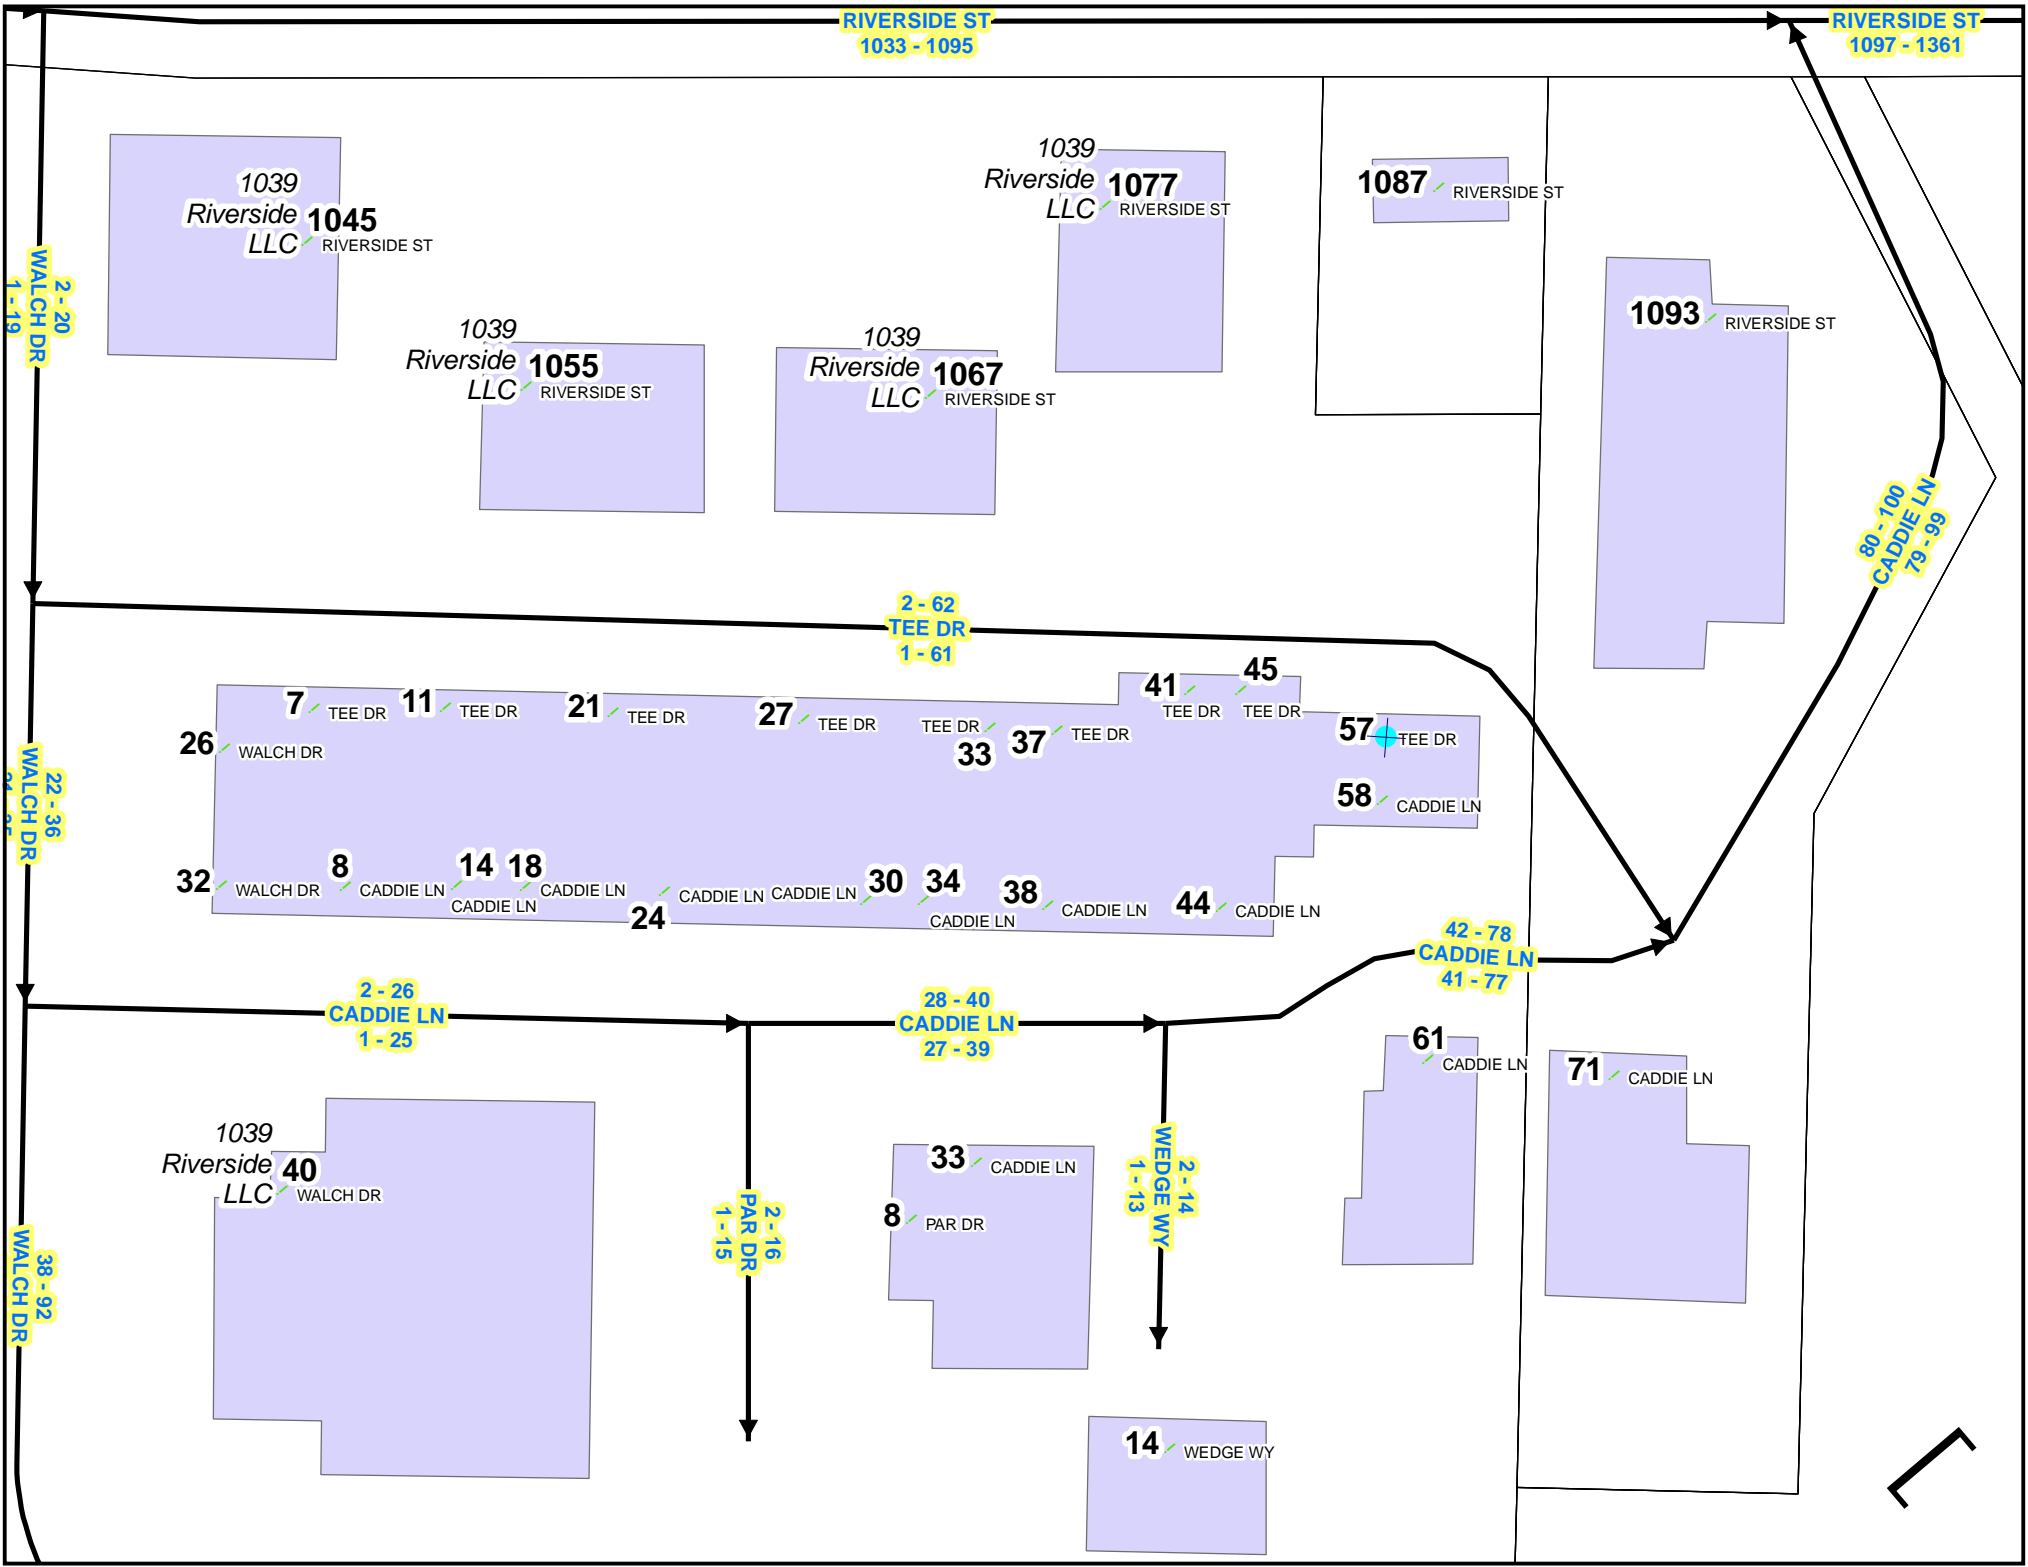 RIVERSIDE ST
1033 - 1095
RIVERSIDE ST
1097 - 1361
1039
Riverside
LLC
1045
RIVERSIDE ST
1039
Riverside
LLC
1077
RIVERSIDE ST
1087
RIVERSIDE ST
2 - 20
WALCH DR
1 - 19
1039
Riverside
LLC
1055
RIVERSIDE ST
1039
Riverside
LLC
1067
RIVERSIDE ST
1093
RIVERSIDE ST
80 - 100
CADDIE LN
79 - 99
2 - 62
TEE DR
1 - 61
7 TEE DR
11 TEE DR
21 TEE DR
27 TEE DR
TEE DR
33
37 TEE DR
41
TEE DR
45
TEE DR
57 TEE DR
58 CADDIE LN
26 WALCH DR
22 - 36
WALCH DR
32 WALCH DR
8 CADDIE LN
14
CADDIE LN
18
CADDIE LN
CADDIE LN
24
CADDIE LN 30
34
CADDIE LN
38 CADDIE LN
44 CADDIE LN
42 - 78
CADDIE LN
41 - 77
2 - 26
CADDIE LN
1 - 25
28 - 40
CADDIE LN
27 - 39
61
CADDIE LN
71 CADDIE LN
1039
Riverside
LLC
40
WALCH DR
33 CADDIE LN
8 PAR DR
2 - 14
WEDGE WY
1 - 13
2 - 16
PAR DR
1 - 15
38 - 92
WALCH DR
14 WEDGE WY